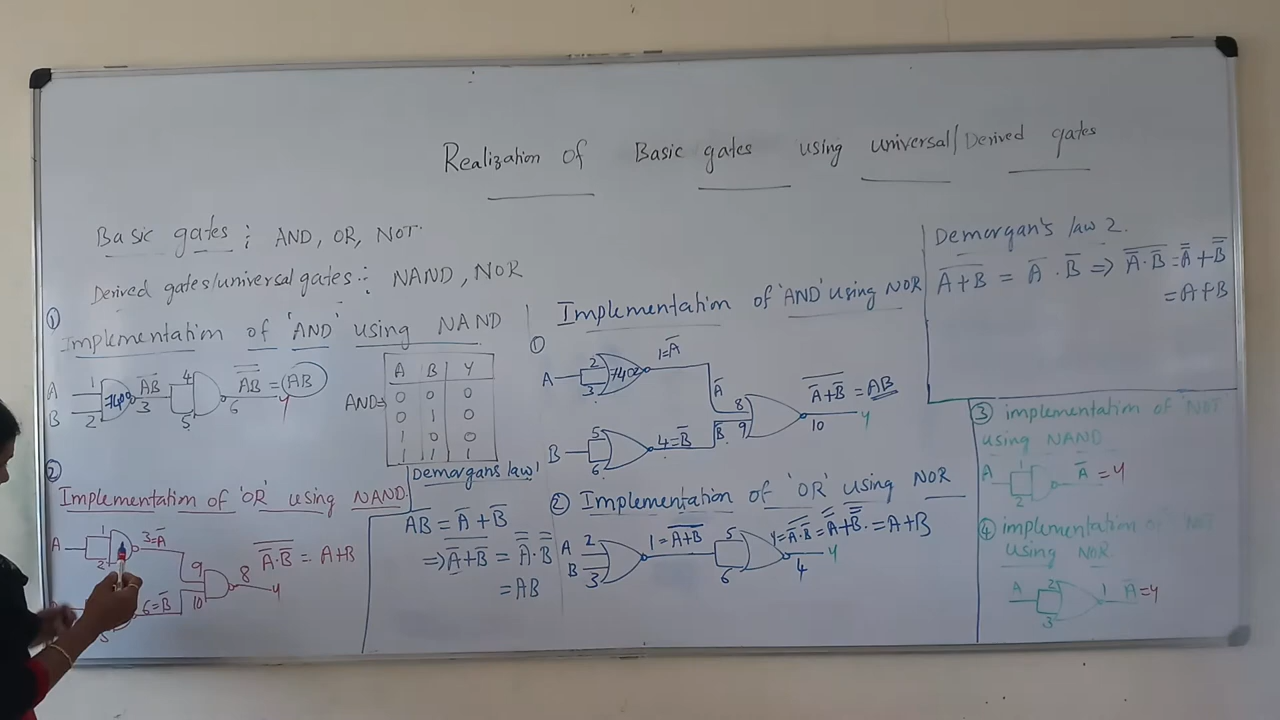 Realization of Basic gates using universal/Derived gates
Basic gates : AND, OR, NOT.
Derived gates/universal gates : NAND, NOR
① Implementation of 'AND' using NAND
A 1 7400 A̅B̅ 4 A̿B̿ = AB
B 2 3 5 6 Y
AND⇒
A B Y
0 0 0
0 1 0
1 0 0
1 1 1
② Implementation of 'OR' using NAND
A 1 3=A̅
2 9 8 A̅·B̅ = A+B
6=B̅ 10 Y
5
Demorgans law 1
AB = A̅+B̅
⇒ A̅+B̅ = A̿·B̿
= AB
Implementation of 'AND' using NOR
①
A 2 7402 1=A̅
3 A̅ 8 A̅+B̅ = AB
B 5 4=B̅ B̅ 9 10 Y
6
② Implementation of 'OR' using NOR
A 2 1=A+B 5 Y=A̅·B̅=A̿+B̿=A+B
B 3 6 4 Y
Demorgan's law 2.
A+B = A̅·B̅ ⇒ A̅·B̅ = A̿+B̿
= A+B
③ implementation of 'NOT'
using NAND
A 1 A̅ = Y
2
④ implementation of 'NOT'
using NOR
A 2 1 A̅=Y
3